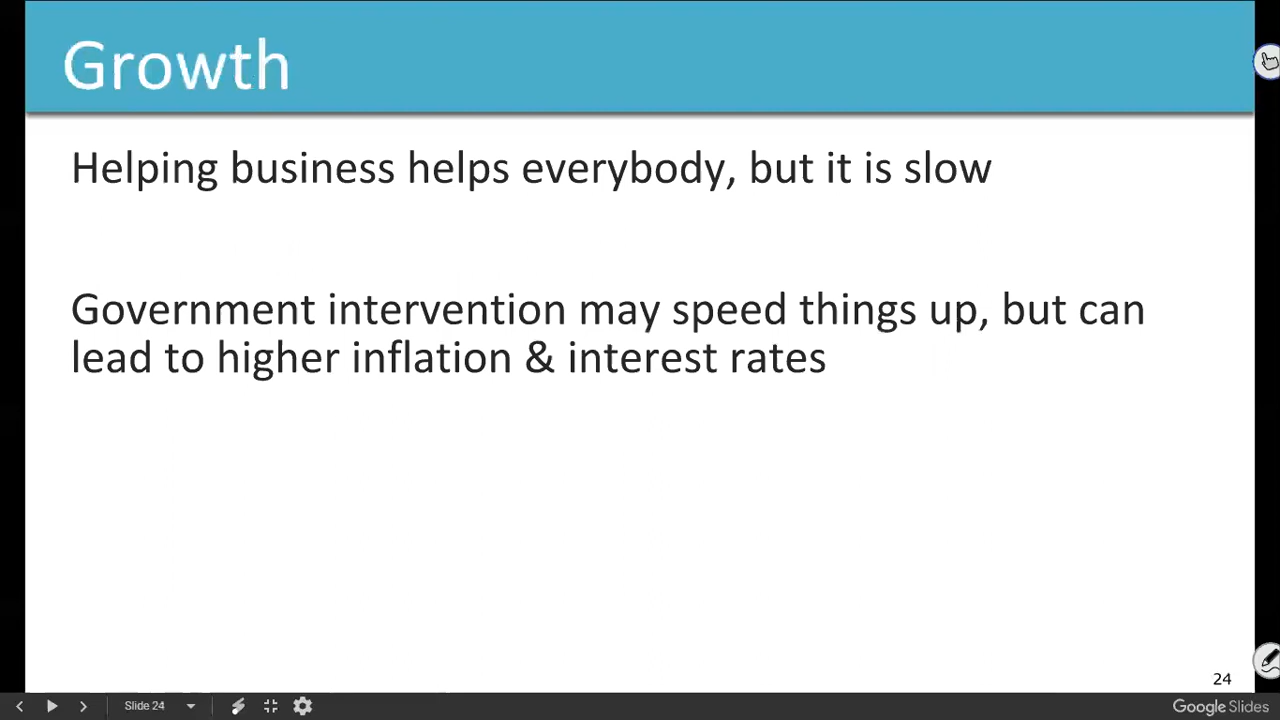 Growth
Helping business helps everybody, but it is slow
Government intervention may speed things up, but can
lead to higher inflation & interest rates
24
Slide 24
Google Slides